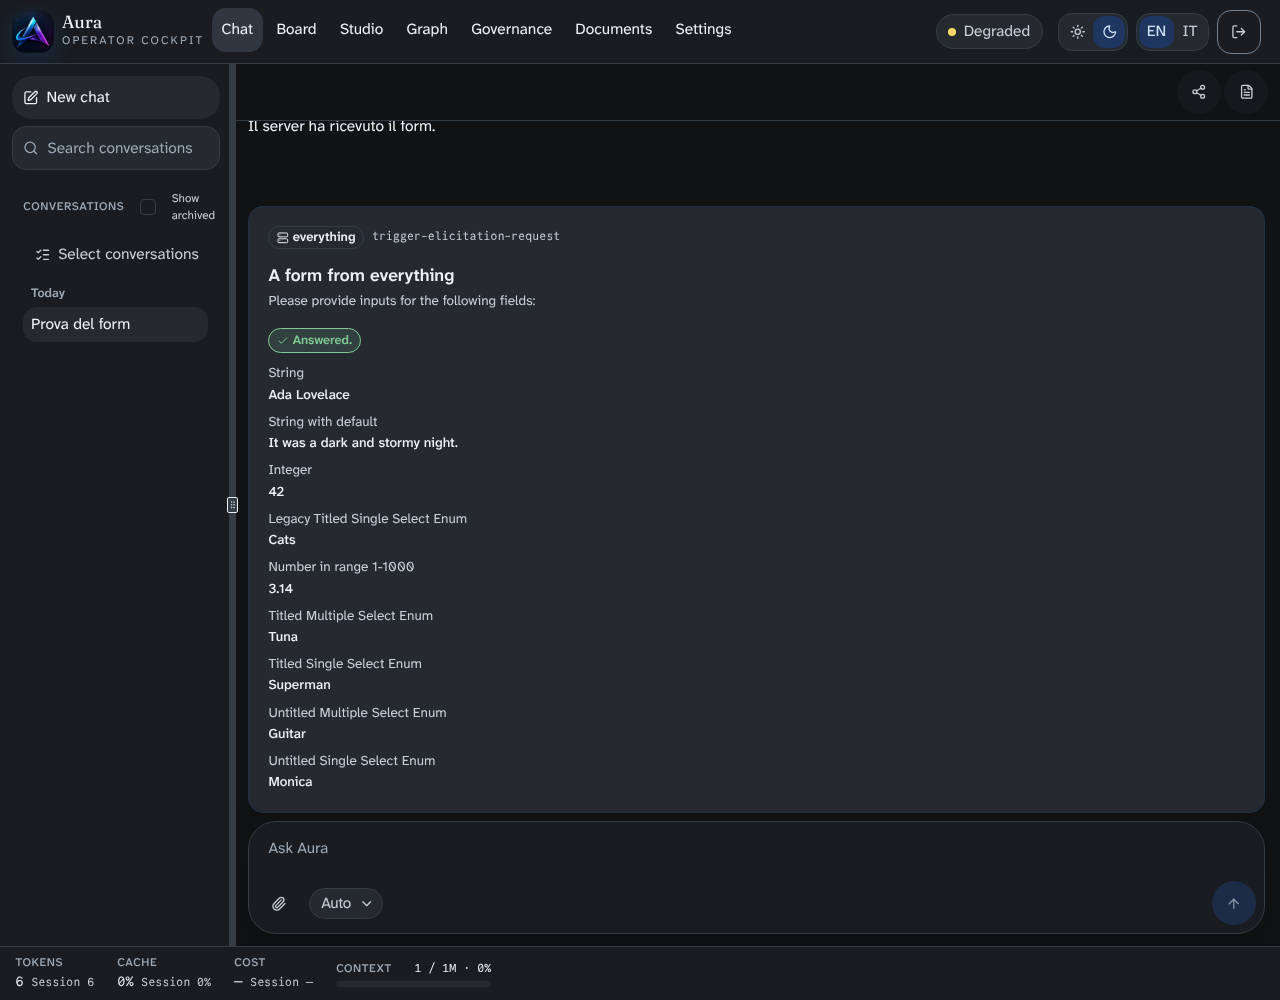 Aura
OPERATOR COCKPIT
Chat
Board
Studio
Graph
Governance
Documents
Settings
Degraded
EN
IT
New chat
Search conversations
CONVERSATIONS
Show
archived
Select conversations
Today
Prova del form
Il server ha ricevuto il form.
everything trigger-elicitation-request
A form from everything
Please provide inputs for the following fields:
Answered.
String
Ada Lovelace
String with default
It was a dark and stormy night.
Integer
42
Legacy Titled Single Select Enum
Cats
Number in range 1-1000
3.14
Titled Multiple Select Enum
Tuna
Titled Single Select Enum
Superman
Untitled Multiple Select Enum
Guitar
Untitled Single Select Enum
Monica
Ask Aura
Auto
TOKENS
6 Session 6
CACHE
0% Session 0%
COST
— Session —
CONTEXT 1 / 1M · 0%